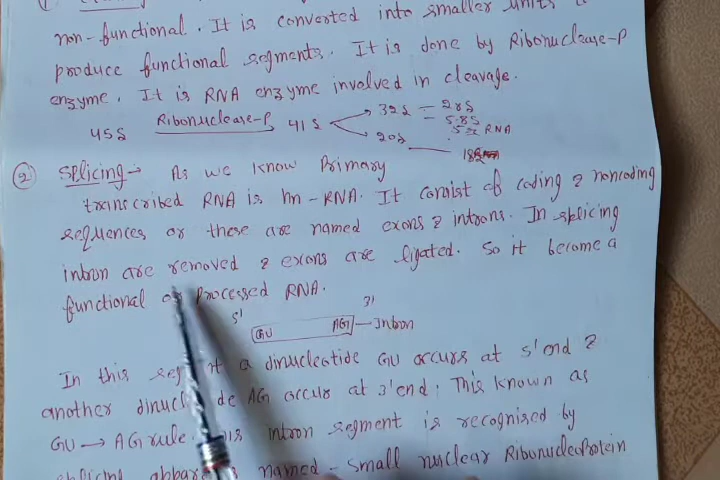 ① 
non-functional. It is converted into smaller units to
produce functional segments. It is done by Ribonuclease-P
enzyme. It is RNA enzyme involved in cleavage.
45S Ribonuclease-P 41S 32S = 28S
5.8S
5S RNA
20S 18S
② Splicing → As we know Primary
transcribed RNA is hn-RNA. It consist of coding & noncoding
sequences or these are named exons & introns. In splicing
intron are removed & exons are ligated. So it become a
functional or Processed RNA.
5' 3'
GU AG Intron
In this a dinucleotide GU occurs at 5' end &
another AG occur at 3' end. This known as
GU → AG rule. intron segment is recognised by
splicing named - small nuclear RibonucleoProtein